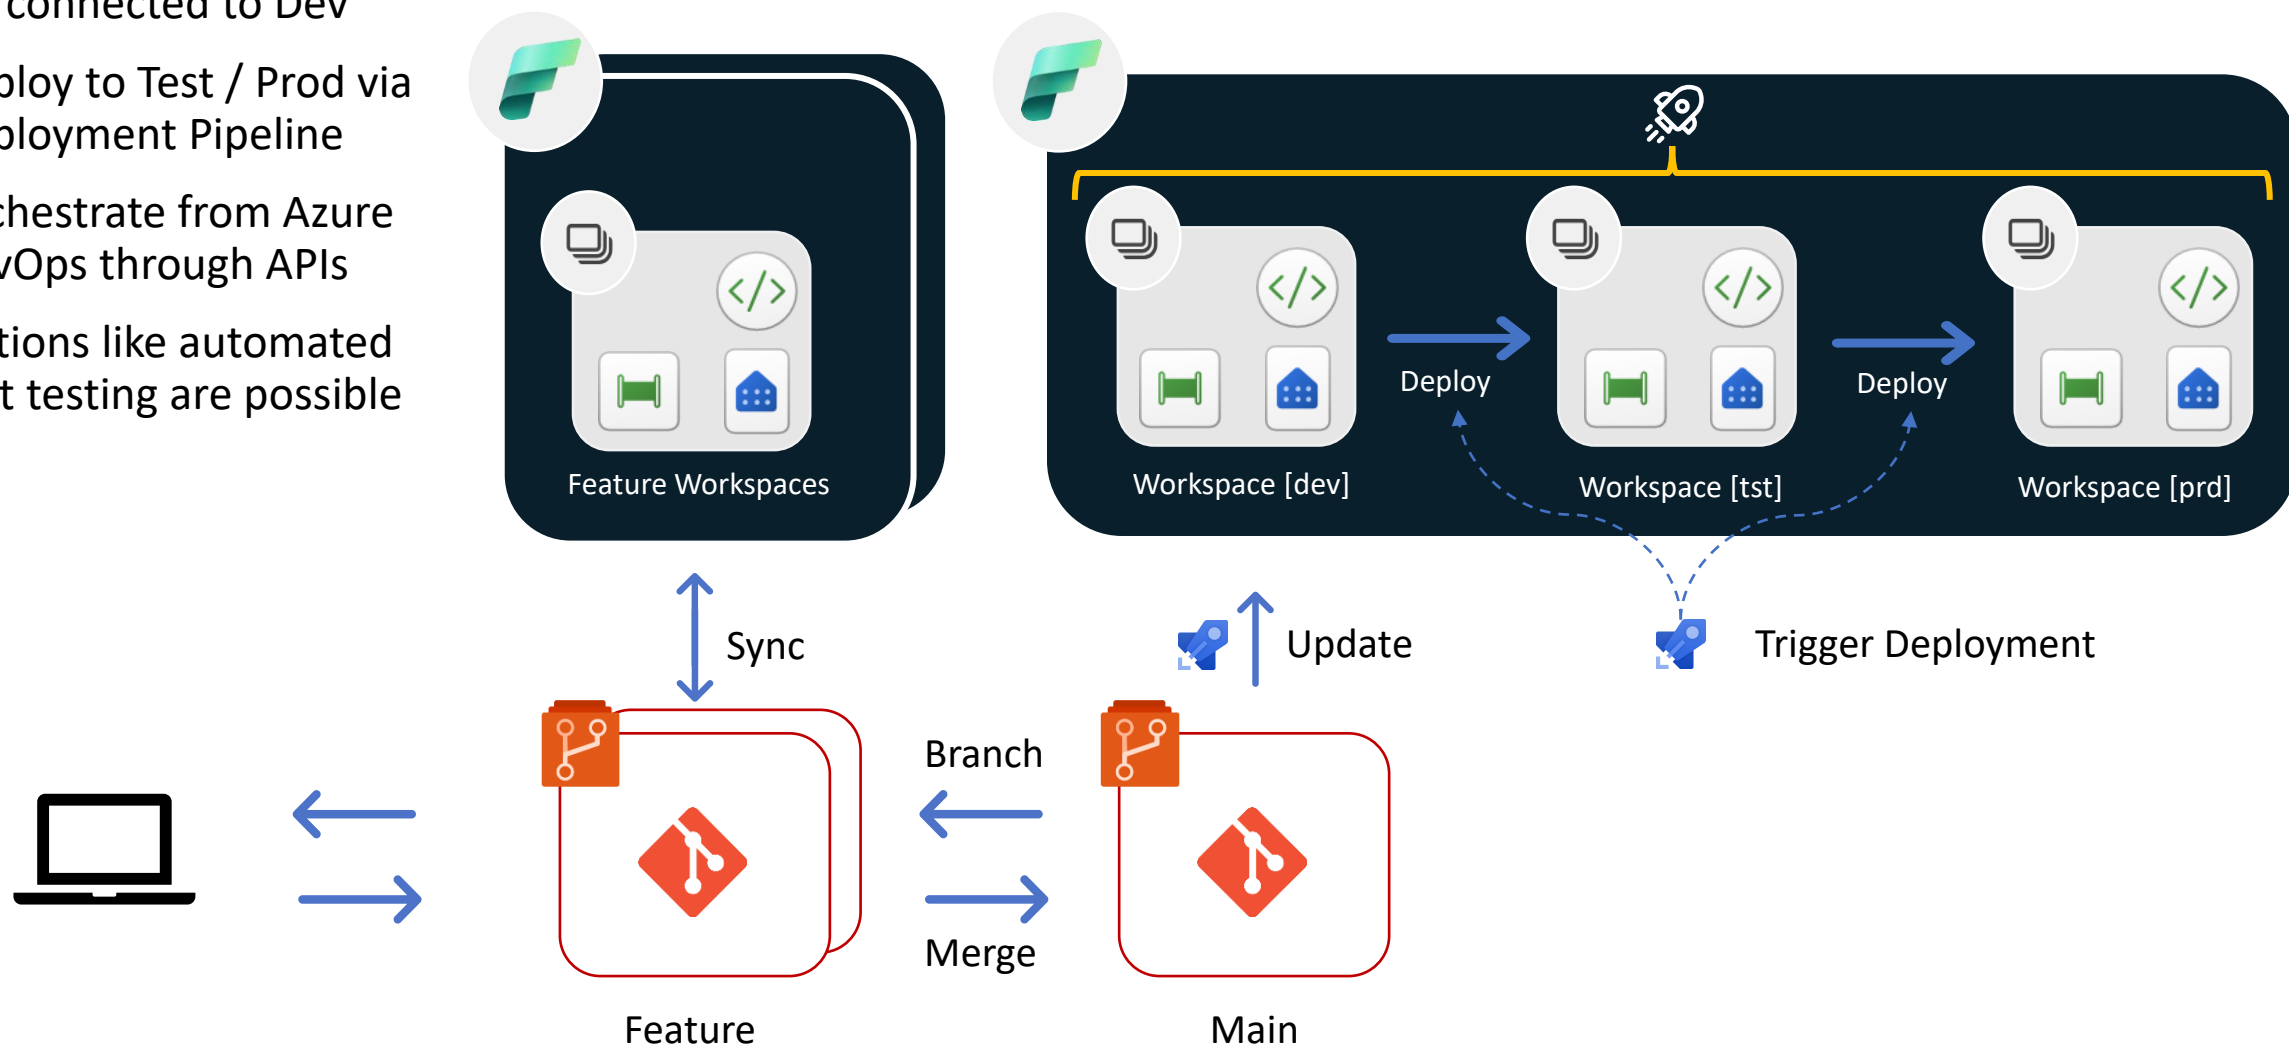 connected to Dev
ploy to Test / Prod via
ployment Pipeline
chestrate from Azure
vOps through APIs
tions like automated
t testing are possible
Feature Workspaces
Workspace [dev]
Deploy
Workspace [tst]
Deploy
Workspace [prd]
Sync
Update
Trigger Deployment
Branch
Merge
Feature
Main